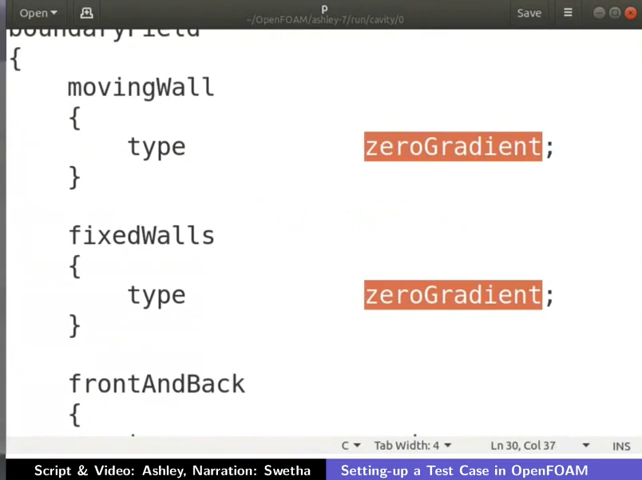 Open
p
~/OpenFOAM/ashley-7/run/cavity/0
Save
boundaryField
{
movingWall
{
type zeroGradient;
}
fixedWalls
{
type zeroGradient;
}
frontAndBack
{
C Tab Width: 4 Ln 30, Col 37 INS
Script & Video: Ashley, Narration: Swetha Setting-up a Test Case in OpenFOAM